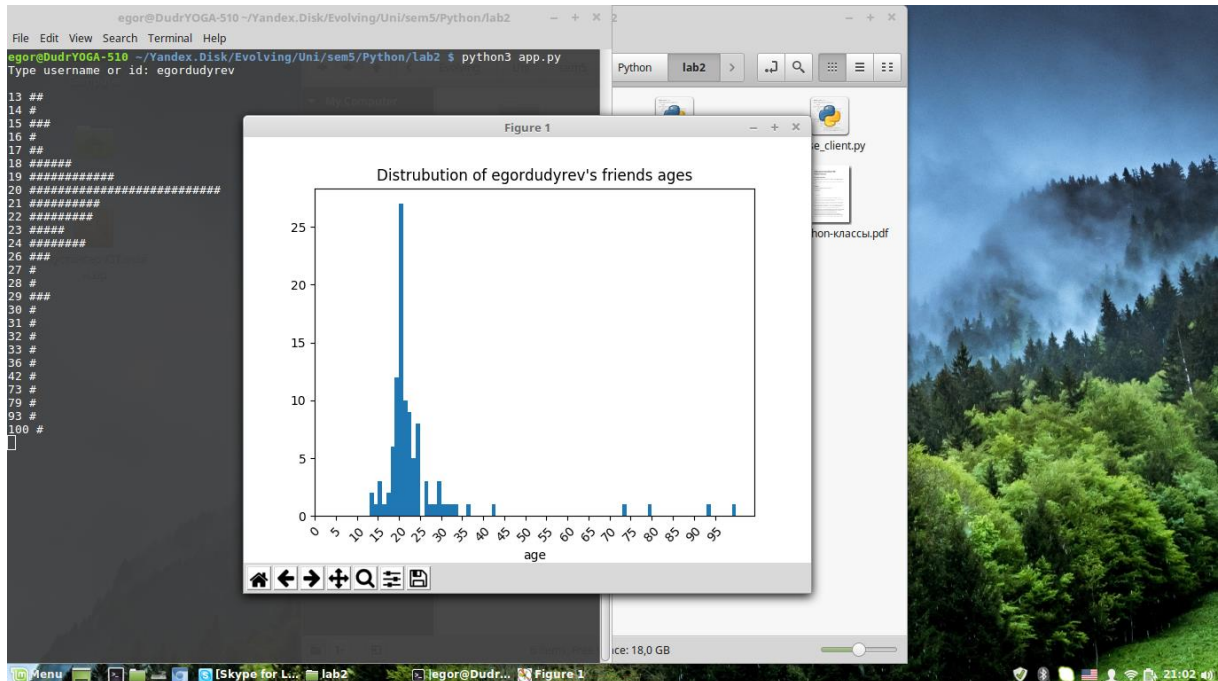 egor@DudrYOGA-510 ~/Yandex.Disk/Evolving/Uni/sem5/Python/lab2
File Edit View Search Terminal Help
egor@DudrYOGA-510 ~/Yandex.Disk/Evolving/Uni/sem5/Python/lab2 $ python3 app.py
Type username or id: egordudyrev
13 ##
14 #
15 ###
16 #
17 ##
18 ######
19 ############
20 ###########################
21 ##########
22 #########
23 #####
24 ########
26 ###
27 #
28 #
29 ###
30 #
31 #
32 #
33 #
36 #
42 #
73 #
79 #
93 #
100 #
2
Python lab2
My Computer
se_client.py
hon-классы.pdf
ce: 18,0 GB
Figure 1
Distrubution of egordudyrev's friends ages
25
20
15
10
5
0
0 5 10 15 20 25 30 35 40 45 50 55 60 65 70 75 80 85 90 95
age
Menu
[Skype for L...
lab2
egor@Dudr...
Figure 1
21:02